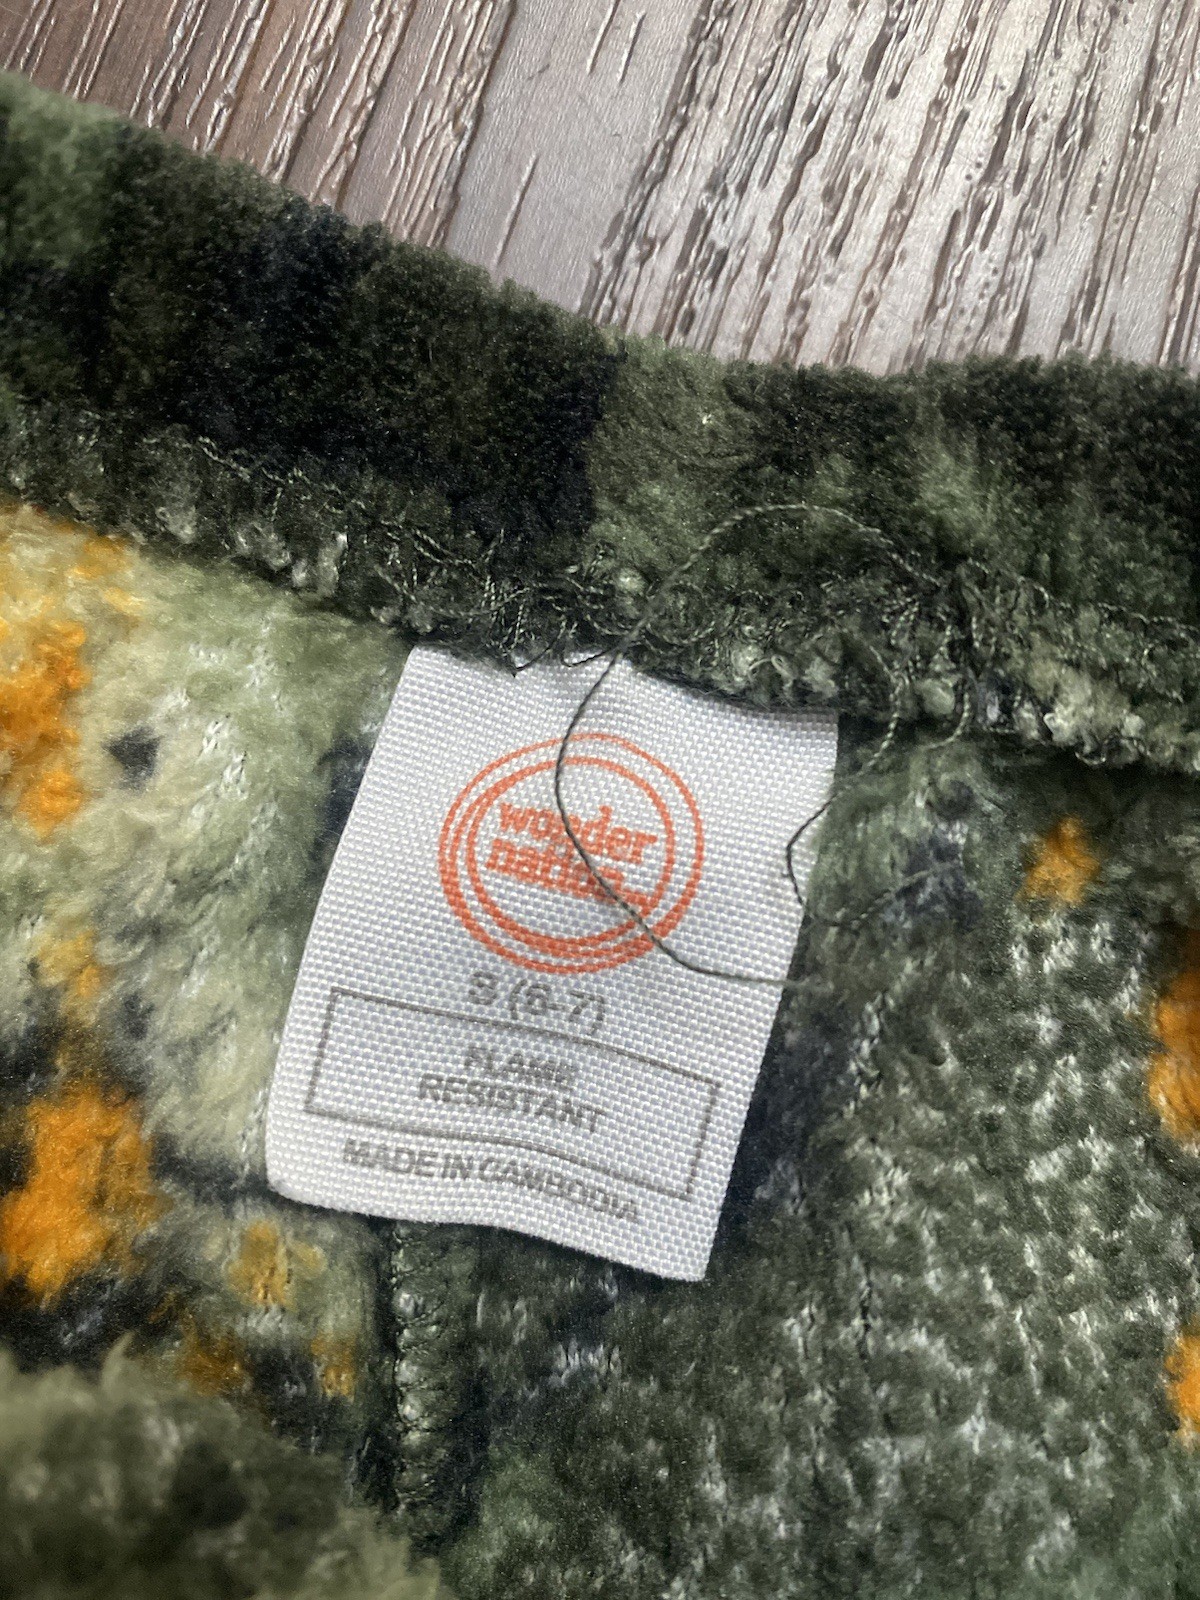 wonder
nation
S (6-7)
FLAME
RESISTANT
MADE IN CAMBODIA